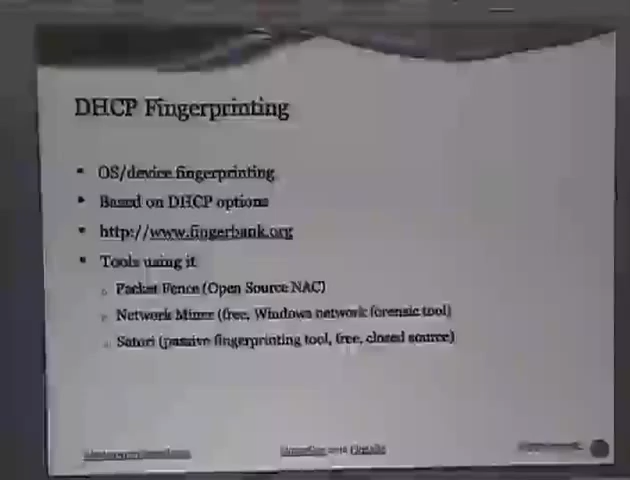 DHCP Fingerprinting
OS/device fingerprinting
Based on DHCP options
http://www.fingerbank.org
Tools using it
Packet Fence (Open Source NAC)
Network Miner (free, Windows network forensic tool)
Satori (passive fingerprinting tool, free, closed source)